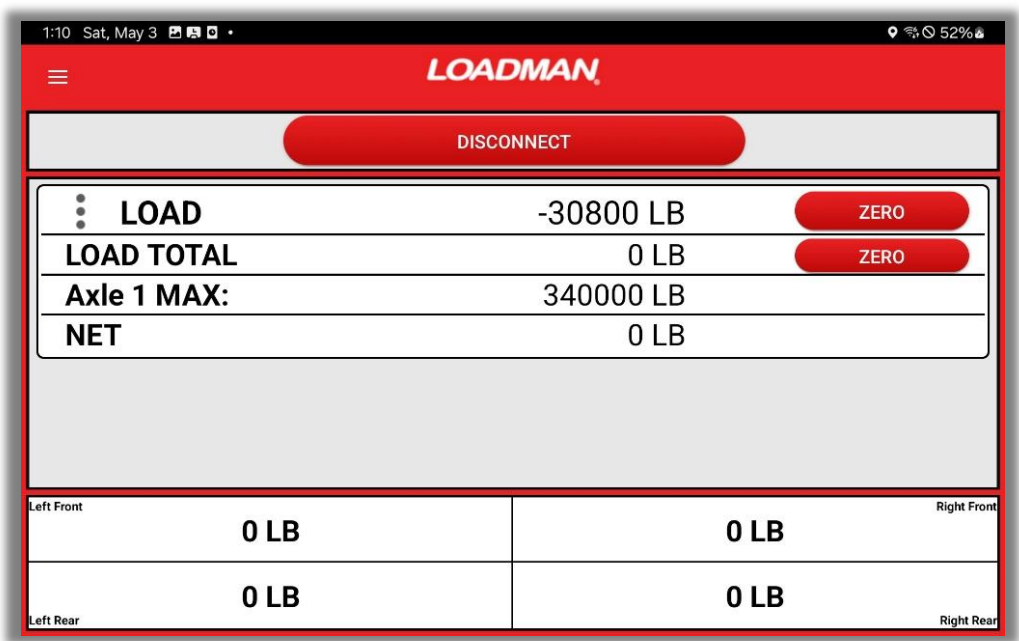 1:10 Sat, May 3 52%
LOADMAN®
DISCONNECT
LOAD -30800 LB ZERO
LOAD TOTAL 0 LB ZERO
Axle 1 MAX: 340000 LB
NET 0 LB
Left Front Right Front
0 LB 0 LB
0 LB 0 LB
Left Rear Right Rear